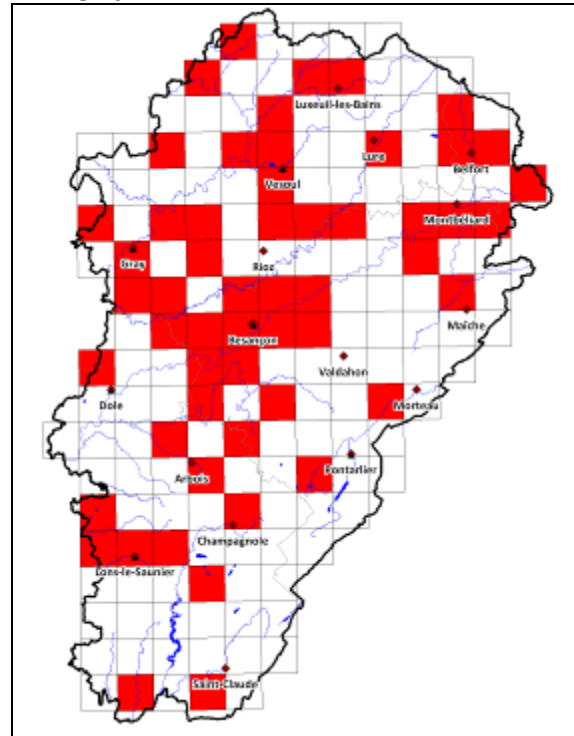 Luxeuil-les-Bains
Lure
Belfort
Vesoul
Montbéliard
Gray
Rioz
Maîche
Besançon
Valdahon
Dole
Morteau
Arbois
Pontarlier
Champagnole
Lons-le-Saunier
Saint-Claude